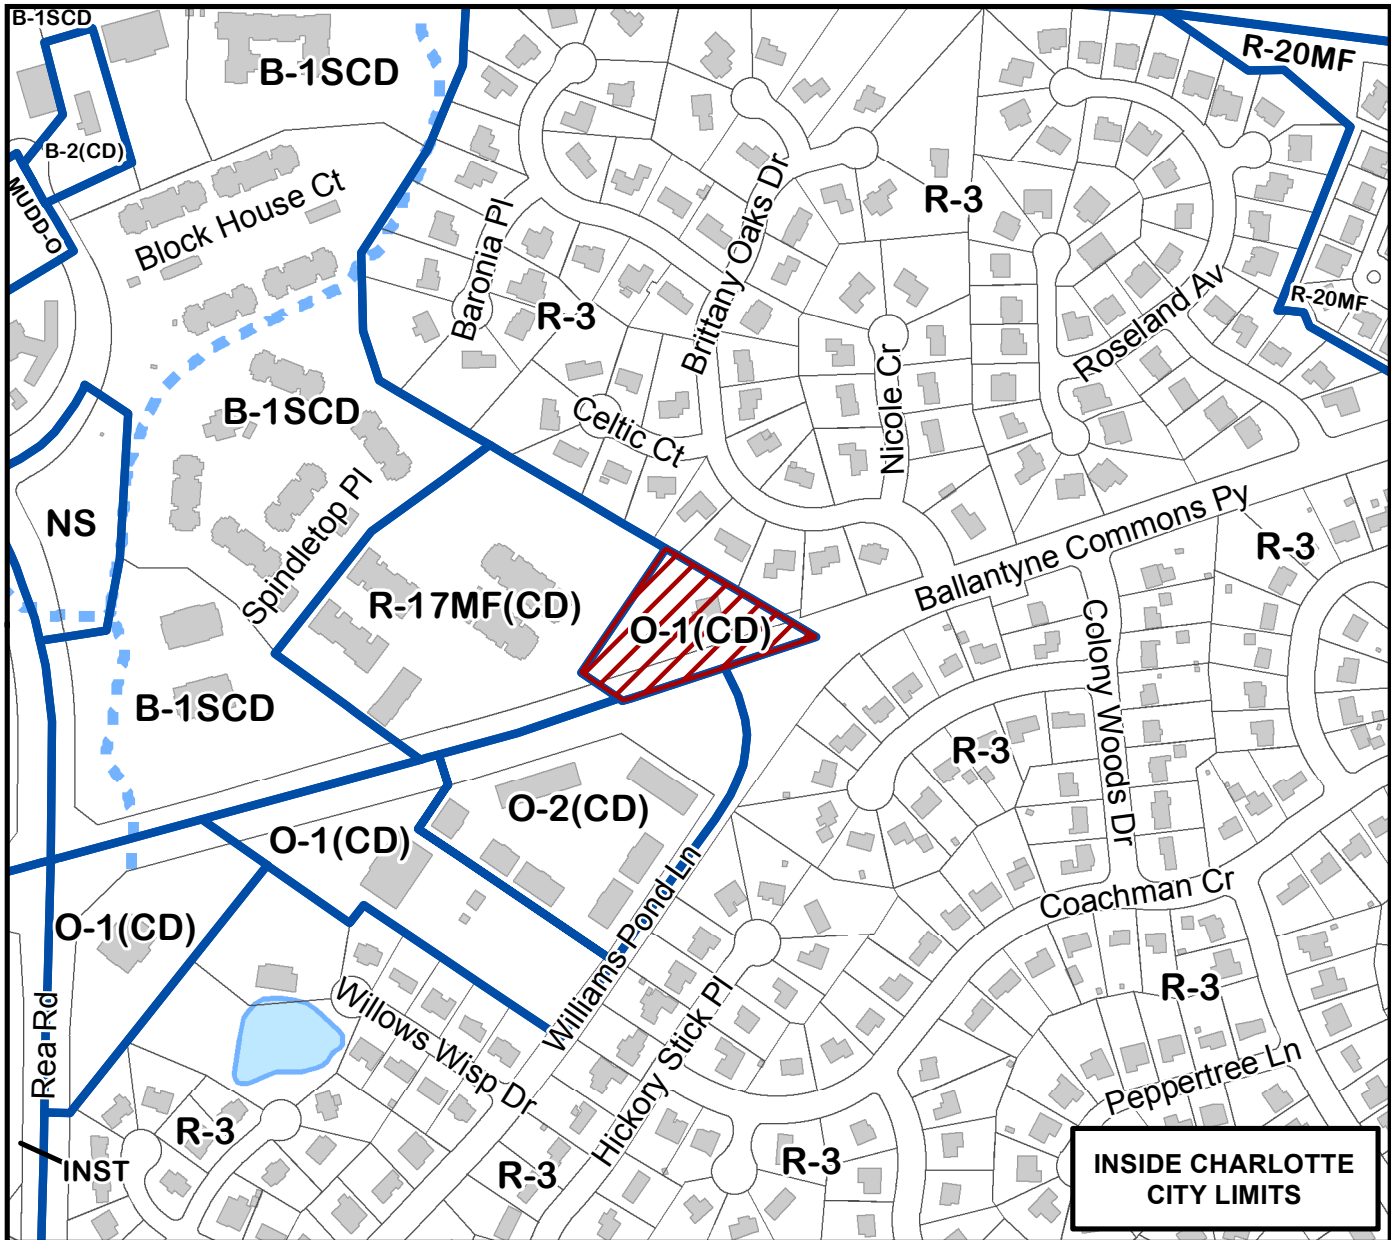 B-1SCD
B-1SCD
R-20MF
B-2(CD)
MUDD-O
Block House Ct
Baronia Pl
Brittany Oaks Dr
R-3
R-3
Roseland Av
R-20MF
B-1SCD
Celtic Ct
Nicole Cr
NS
Spindletop Pl
Ballantyne Commons Py
R-3
R-17MF(CD)
O-1(CD)
Colony Woods Dr
B-1SCD
R-3
O-2(CD)
O-1(CD)
Coachman Cr
O-1(CD)
Williams Pond Ln
Hickory Stick Pl
R-3
Rea Rd
Willows Wisp Dr
Peppertree Ln
R-3
R-3
R-3
INST
INSIDE CHARLOTTE
CITY LIMITS